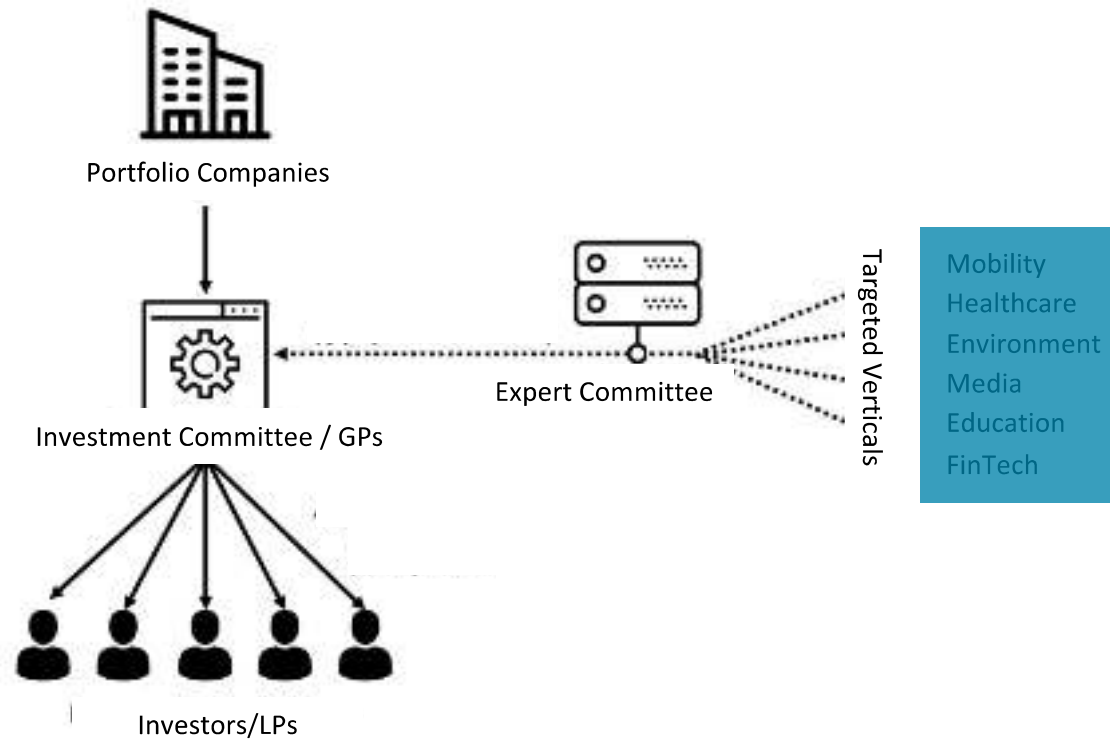 Portfolio Companies
Investment Committee / GPs
Expert Committee
Targeted Verticals
Mobility
Healthcare
Environment
Media
Education
FinTech
Investors/LPs